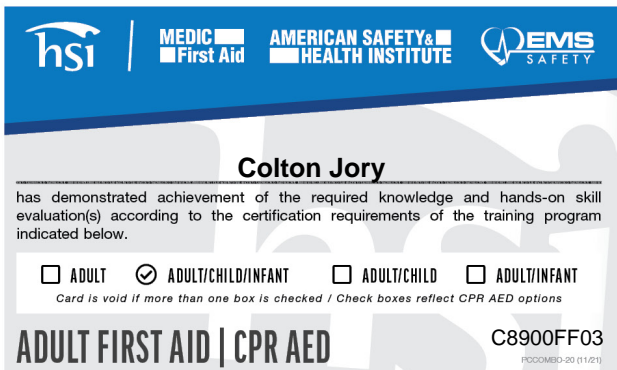 hsi
MEDIC First Aid
AMERICAN SAFETY& HEALTH INSTITUTE
EMS SAFETY
Colton Jory
has demonstrated achievement of the required knowledge and hands-on skill
evaluation(s) according to the certification requirements of the training program
indicated below.
ADULT ADULT/CHILD/INFANT ADULT/CHILD ADULT/INFANT
Card is void if more than one box is checked / Check boxes reflect CPR AED options
ADULT FIRST AID | CPR AED
C8900FF03
PCCOMBO-20 (11/21)